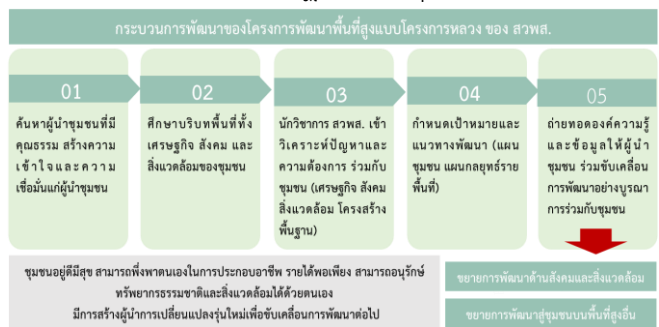 กระบวนการพัฒนาของโครงการพัฒนาพื้นที่สูงแบบโครงการหลวง ของ สวพส.
01
ค้นหาผู้นำชุมชนที่มี
คุณธรรม สร้างความ
เข้าใจและความ
เชื่อมั่นแก่ผู้นำชุมชน
02
ศึกษาบริบทพื้นที่ทั้ง
เศรษฐกิจ สังคม และ
สิ่งแวดล้อมของชุมชน
03
นักวิชาการ สวพส. เข้า
วิเคราะห์ปัญหาและ
ความต้องการ ร่วมกับ
ชุมชน (เศรษฐกิจ สังคม
สิ่งแวดล้อม โครงสร้าง
พื้นฐาน)
04
กำหนดเป้าหมายและ
แนวทางพัฒนา (แผน
ชุมชน แผนกลยุทธ์ราย
พื้นที่)
05
ถ่ายทอดองค์ความรู้
และข้อมูลให้ผู้นำ
ชุมชน ร่วมขับเคลื่อน
การพัฒนาอย่างบูรณา
การร่วมกับชุมชน
ชุมชนอยู่ดีมีสุข สามารถพึ่งพาตนเองในการประกอบอาชีพ รายได้พอเพียง สามารถอนุรักษ์
ทรัพยากรธรรมชาติและสิ่งแวดล้อมได้ด้วยตนเอง
มีการสร้างผู้นำการเปลี่ยนแปลงรุ่นใหม่เพื่อขับเคลื่อนการพัฒนาต่อไป
ขยายการพัฒนาด้านสังคมและสิ่งแวดล้อม
ขยายการพัฒนาสู่ชุมชนบนพื้นที่สูงอื่น